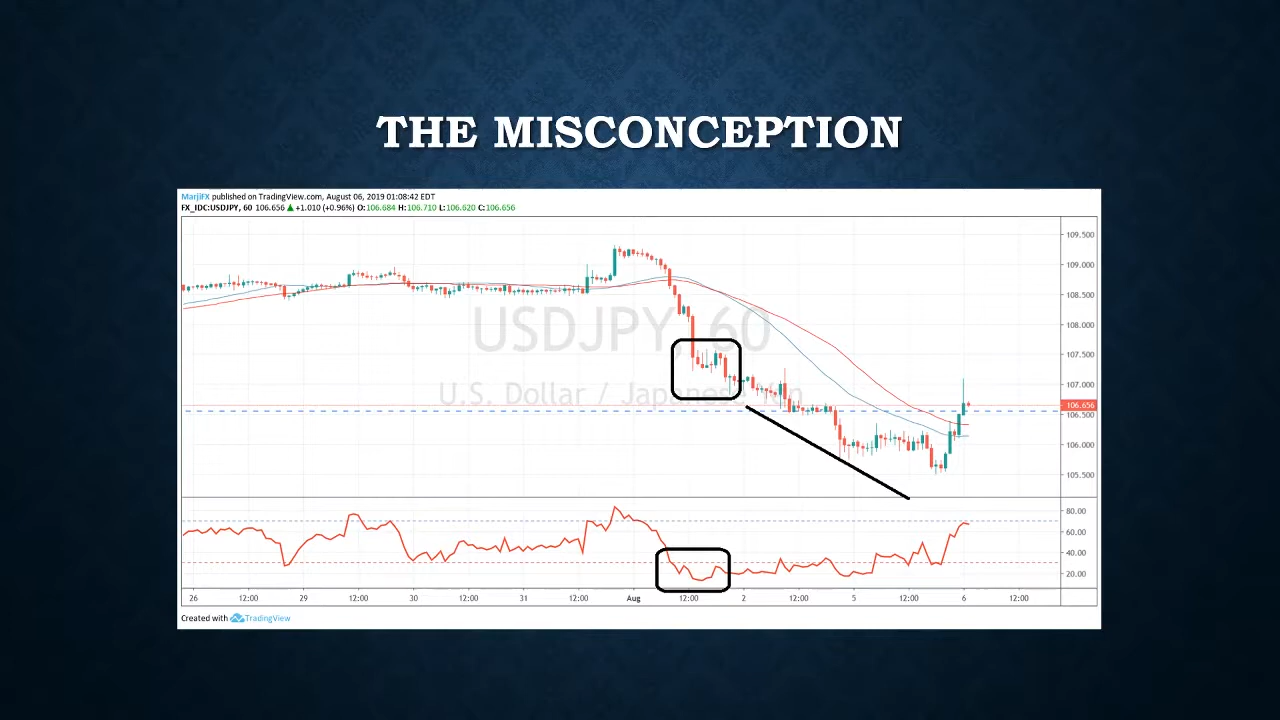 THE MISCONCEPTION
MarjiFX published on TradingView.com, August 06, 2019 01:08:42 EDT
FX_IDC:USDJPY, 60 106.656 ▲ +1.010 (+0.96%) O:106.684 H:106.710 L:106.620 C:106.656
109.500
109.000
108.500
108.000
USDJPY, 60
107.500
107.000
U.S. Dollar / Japanese Yen
106.656
106.500
106.000
105.500
80.00
60.00
40.00
20.00
26 12:00 29 12:00 30 12:00 31 12:00 Aug 12:00 2 12:00 5 12:00 6 12:00
Created with TradingView